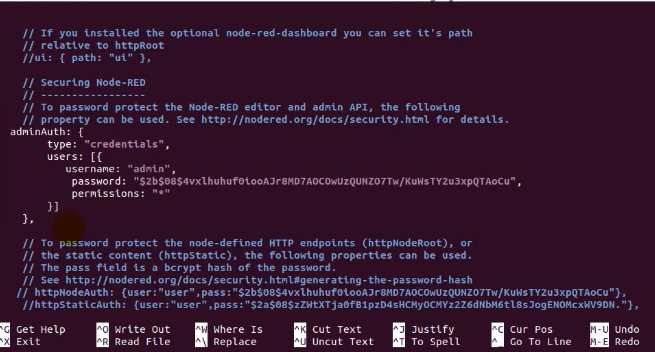 // If you installed the optional node-red-dashboard you can set it's path
// relative to httpRoot
//ui: { path: "ui" },
// Securing Node-RED
// -----------------
// To password protect the Node-RED editor and admin API, the following
// property can be used. See http://nodered.org/docs/security.html for details.
adminAuth: {
type: "credentials",
users: [{
username: "admin",
password: "$2b$08$4vxlhuhuf0iooAJr8MD7AOCOwUzQUNZO7Tw/KuWsTY2u3xpQTAoCu",
permissions: "*"
}]
},
// To password protect the node-defined HTTP endpoints (httpNodeRoot), or
// the static content (httpStatic), the following properties can be used.
// The pass field is a bcrypt hash of the password.
// See http://nodered.org/docs/security.html#generating-the-password-hash
// httpNodeAuth: {user:"user",pass:"$2b$08$4vxlhuhuf0iooAJr8MD7AOCOwUzQUNZO7Tw/KuWsTY2u3xpQTAoCu"},
//httpStaticAuth: {user:"user",pass:"$2a$08$zZWtXTja0fB1pzD4sHCMyOCMYz2Z6dNbM6tl8sJogENOMcxWV9DN."},
^G Get Help ^O Write Out ^W Where Is ^K Cut Text ^J Justify ^C Cur Pos M-U Undo
^X Exit ^R Read File ^\ Replace ^U Uncut Text ^T To Spell ^_ Go To Line M-E Redo